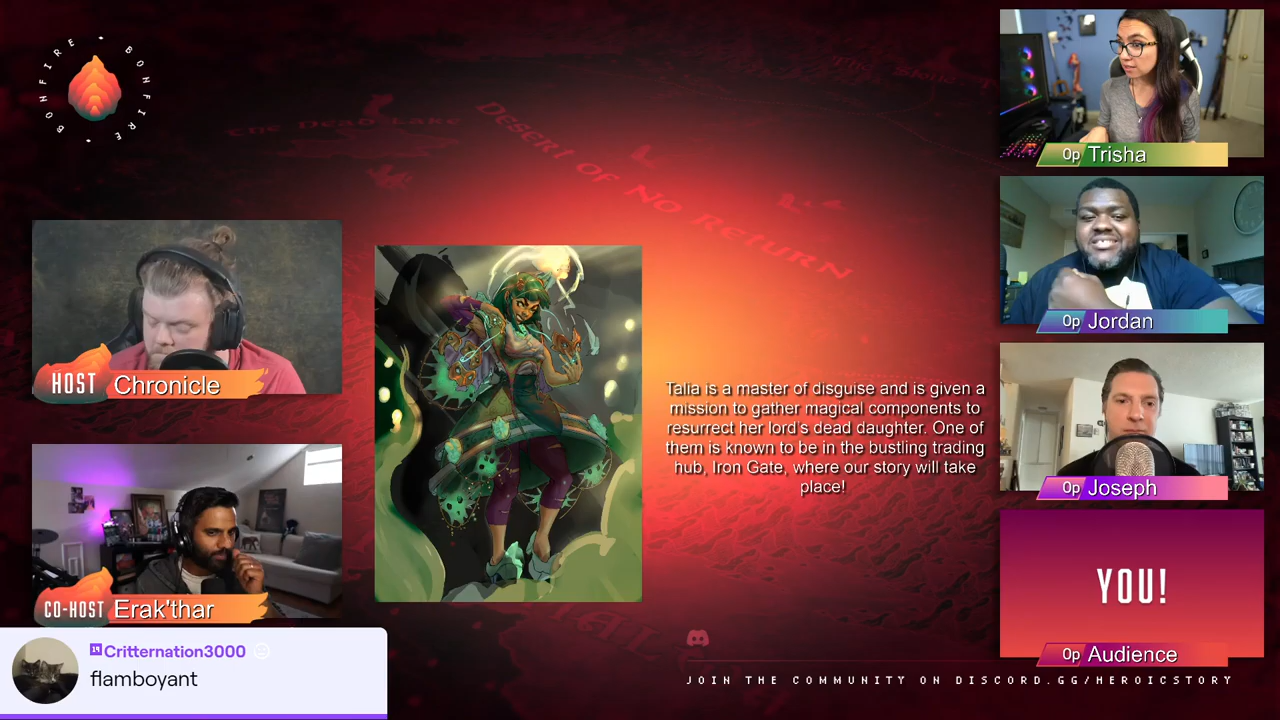 BONFIRE • BONFIRE •
The Dead Lake
Desert of No Return
HOST Chronicle
CO-HOST Erak'thar
Critternation3000
flamboyant
Talia is a master of disguise and is given a
mission to gather magical components to
resurrect her lord's dead daughter. One of
them is known to be in the bustling trading
hub, Iron Gate, where our story will take
place!
0p Trisha
0p Jordan
0p Joseph
YOU!
0p Audience
JOIN THE COMMUNITY ON DISCORD.GG/HEROICSTORY